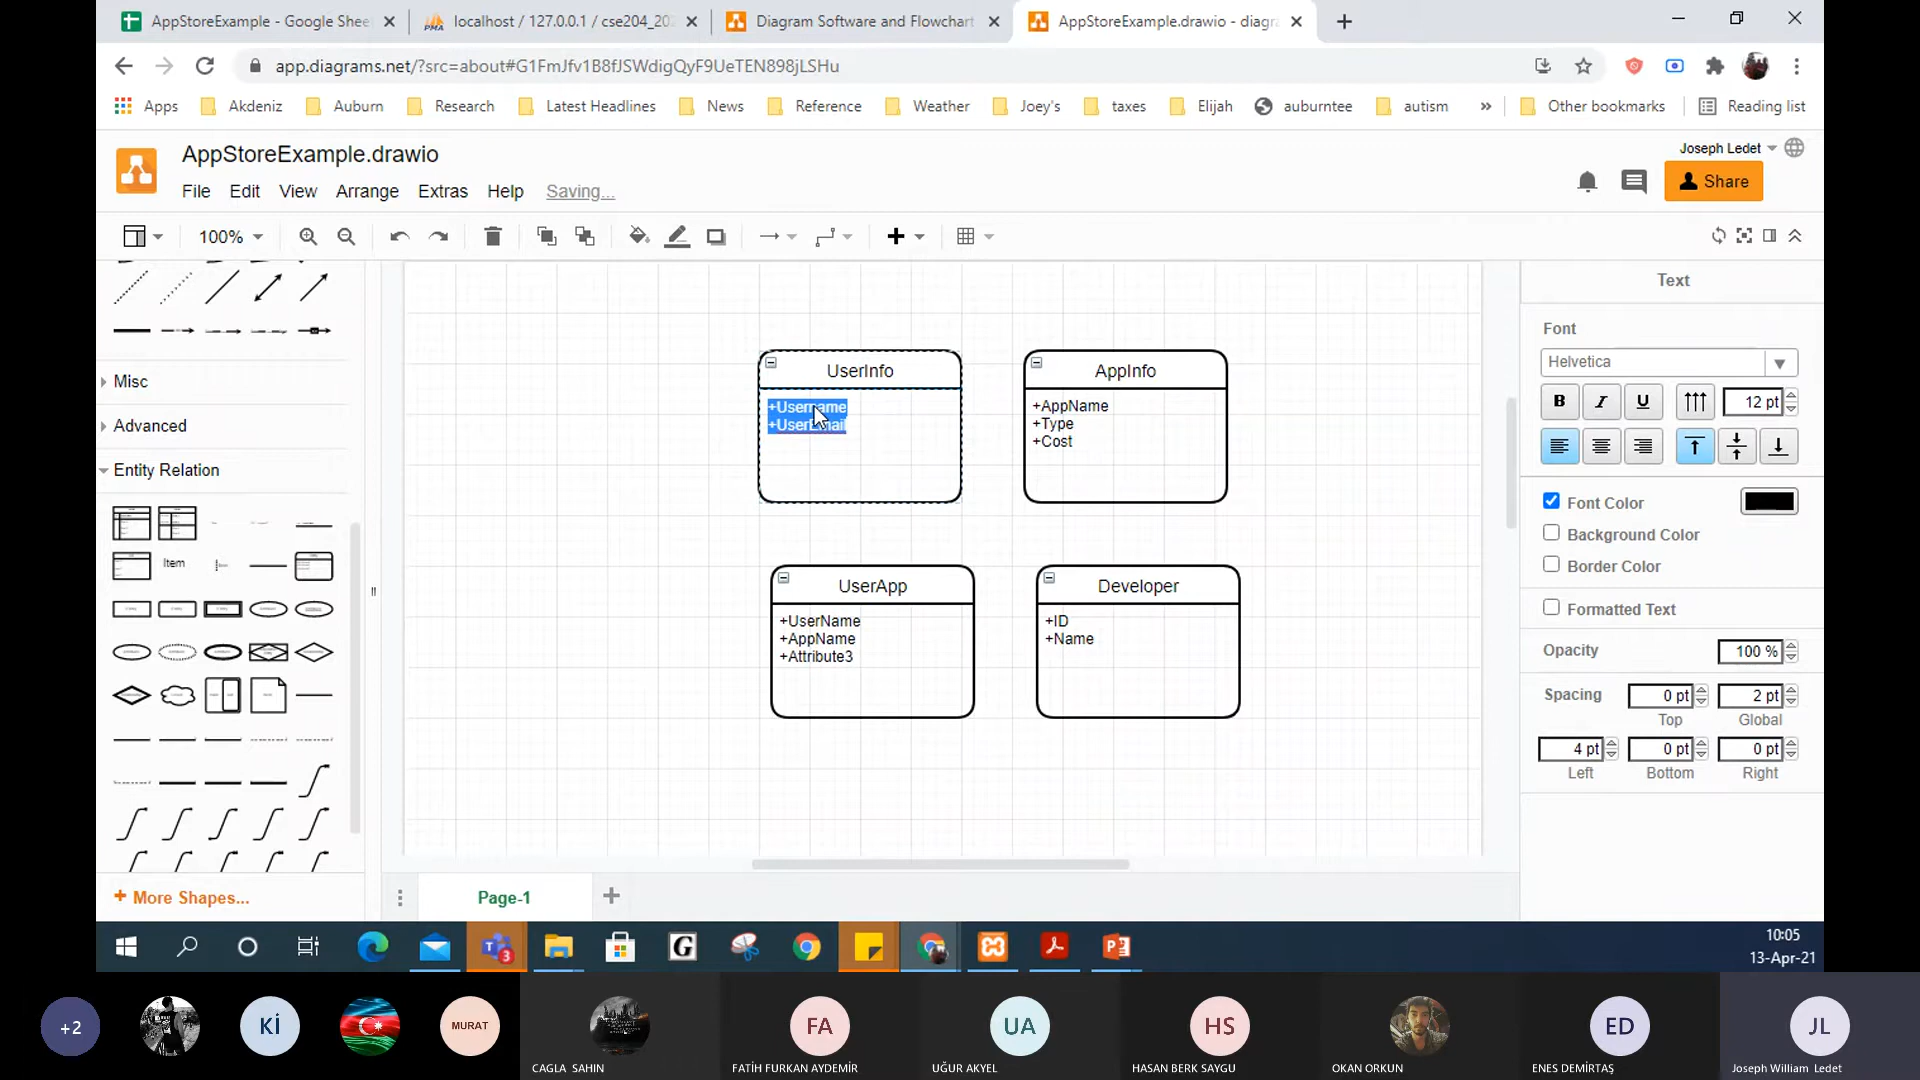 AppStoreExample - Google Shee
localhost / 127.0.0.1 / cse204_202
Diagram Software and Flowchart
AppStoreExample.drawio - diagra
app.diagrams.net/?src=about#G1FmJfv1B8fJSWdigQyF9UeTEN898jLSHu
Apps
Akdeniz
Auburn
Research
Latest Headlines
News
Reference
Weather
Joey's
taxes
Elijah
auburntee
autism
»
Other bookmarks
Reading list
AppStoreExample.drawio
Joseph Ledet
File
Edit
View
Arrange
Extras
Help
Saving...
Share
100%
Text
Font
Helvetica
B
I
U
12 pt
Font Color
Background Color
Border Color
Formatted Text
Opacity
100 %
Spacing
0 pt
2 pt
Top
Global
4 pt
0 pt
0 pt
Left
Bottom
Right
Misc
Advanced
Entity Relation
Item
+ More Shapes...
UserInfo
+Username
+UserEmail
AppInfo
+AppName
+Type
+Cost
UserApp
+UserName
+AppName
+Attribute3
Developer
+ID
+Name
Page-1
3
G
10:05
13-Apr-21
+2
Kİ
MURAT
CAGLA SAHIN
FA
FATİH FURKAN AYDEMİR
UA
UĞUR AKYEL
HS
HASAN BERK SAYGU
OKAN ORKUN
ED
ENES DEMİRTAŞ
JL
Joseph William Ledet